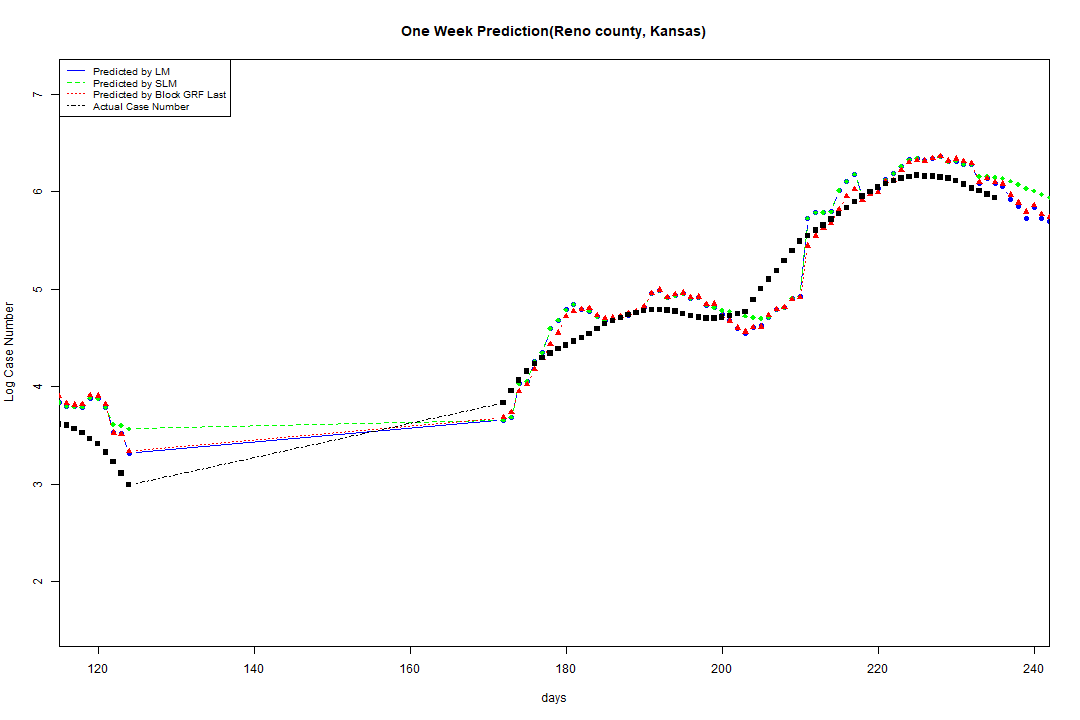 One Week Prediction(Reno county, Kansas)
Predicted by LM
Predicted by SLM
Predicted by Block GRF Last
Actual Case Number
7
6
5
4
3
2
Log Case Number
120 140 160 180 200 220 240
days